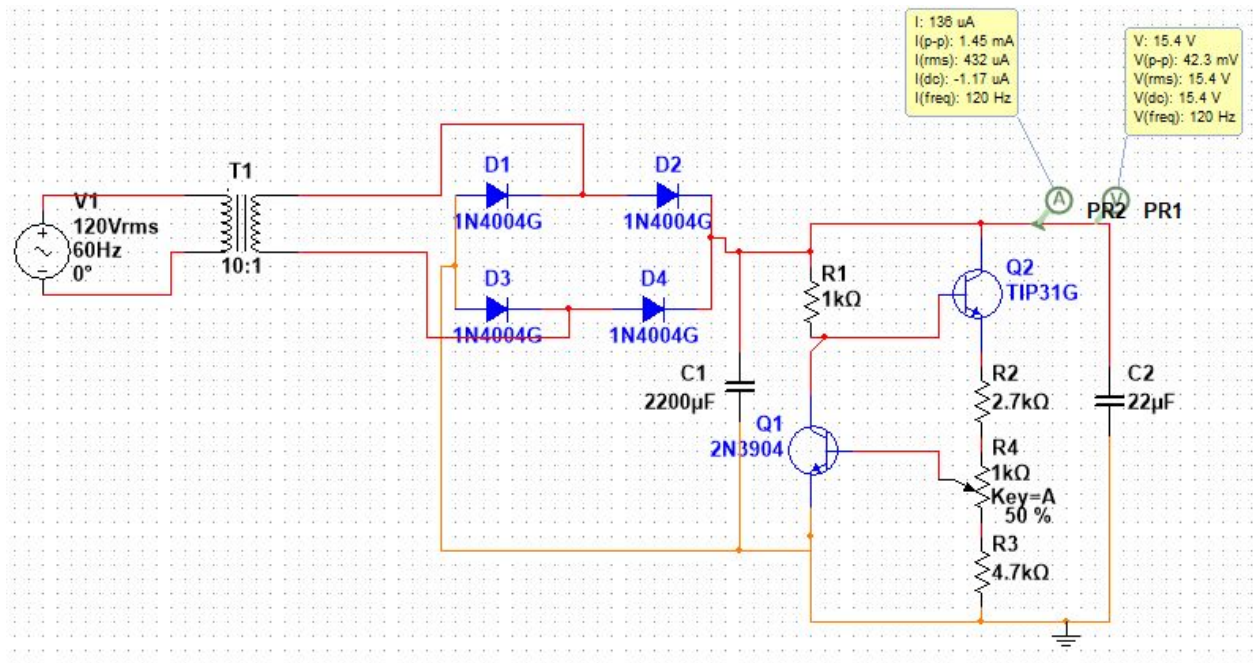 I: 136 uA
I(p-p): 1.45 mA
I(rms): 432 uA
I(dc): -1.17 uA
I(freq): 120 Hz
V: 15.4 V
V(p-p): 42.3 mV
V(rms): 15.4 V
V(dc): 15.4 V
V(freq): 120 Hz
A
V
PR2
PR1
V1
120Vrms
60Hz
0°
T1
10:1
D1
1N4004G
D2
1N4004G
D3
1N4004G
D4
1N4004G
C1
2200µF
R1
1kΩ
Q2
TIP31G
Q1
2N3904
R2
2.7kΩ
R4
1kΩ
Key=A
50 %
R3
4.7kΩ
C2
22µF